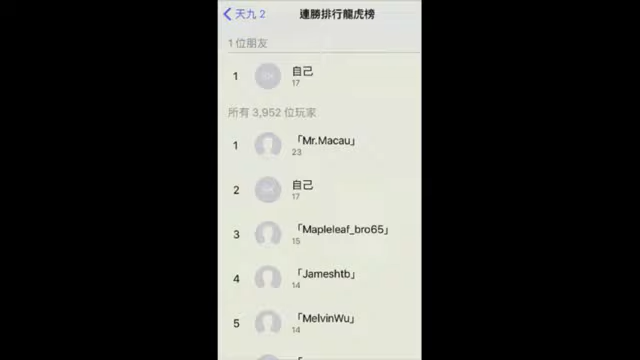 天九 2 連勝排行龍虎榜
1 位朋友
1 自己
17
所有 3,952 位玩家
1 「Mr.Macau」
23
2 自己
17
3 「Mapleleaf_bro65」
15
4 「Jameshtb」
14
5 「MelvinWu」
14